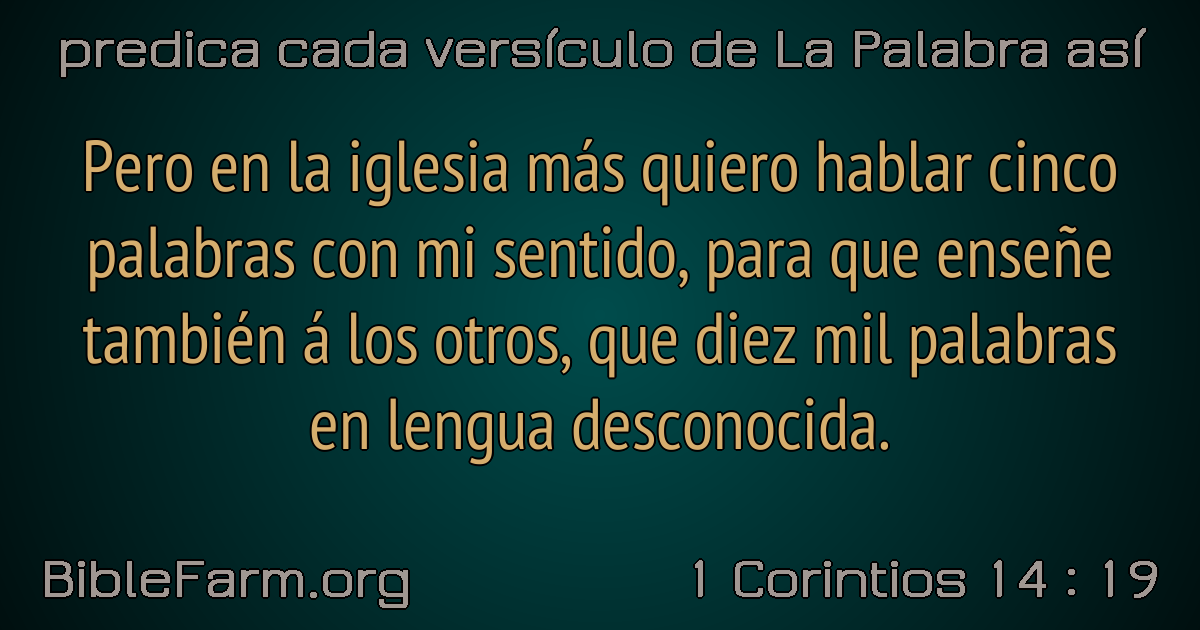 predica cada versículo de La Palabra así
Pero en la iglesia más quiero hablar cinco
palabras con mi sentido, para que enseñe
también á los otros, que diez mil palabras
en lengua desconocida.
BibleFarm.org
1 Corintios 14 : 19